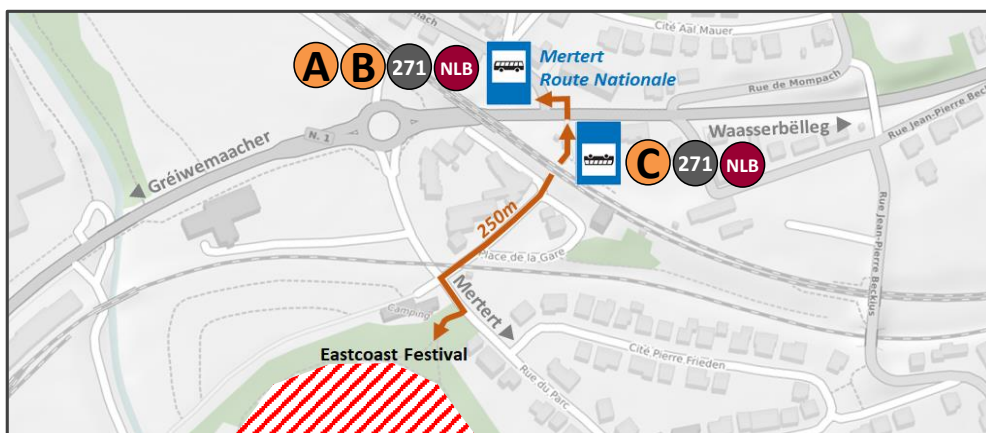 Cité Aal Mauer
A B 271 NLB
Mertert
Route Nationale
Rue de Mompach
Rue Jean-Pierre Beckius
Waasserbëlleg
N. 1
C 271 NLB
Gréiwemaacher
250m
Place de la Gare
Rue Jean-Pierre Beckius
Camping
Mertert
Eastcoast Festival
Cité Pierre Frieden
Rue du Parc